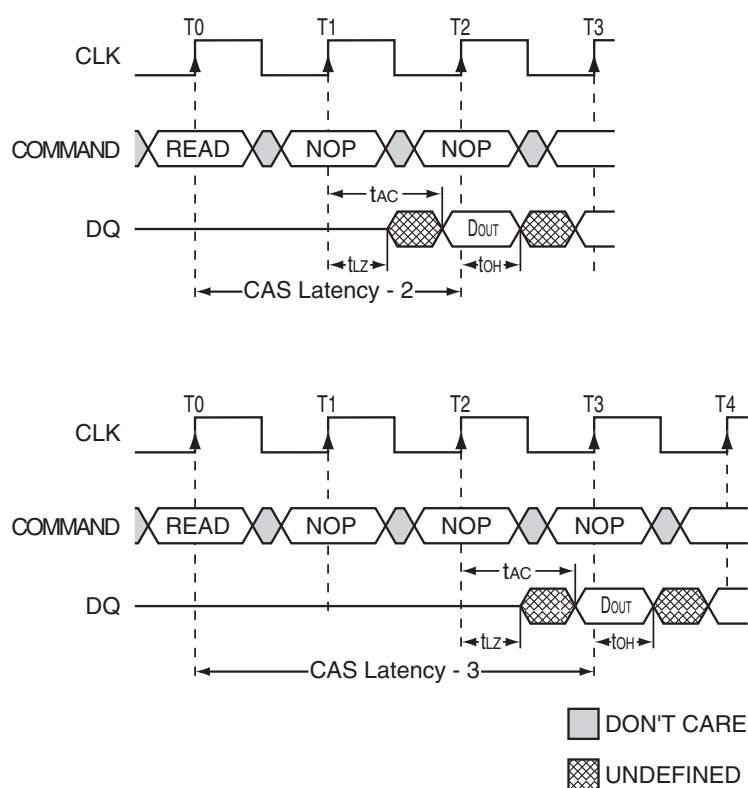 T0 T1 T2 T3
CLK
COMMAND READ NOP NOP
tAC
DQ DOUT
tLZ tOH
CAS Latency - 2
T0 T1 T2 T3 T4
CLK
COMMAND READ NOP NOP NOP
tAC
DQ DOUT
tLZ tOH
CAS Latency - 3
DON'T CARE
UNDEFINED